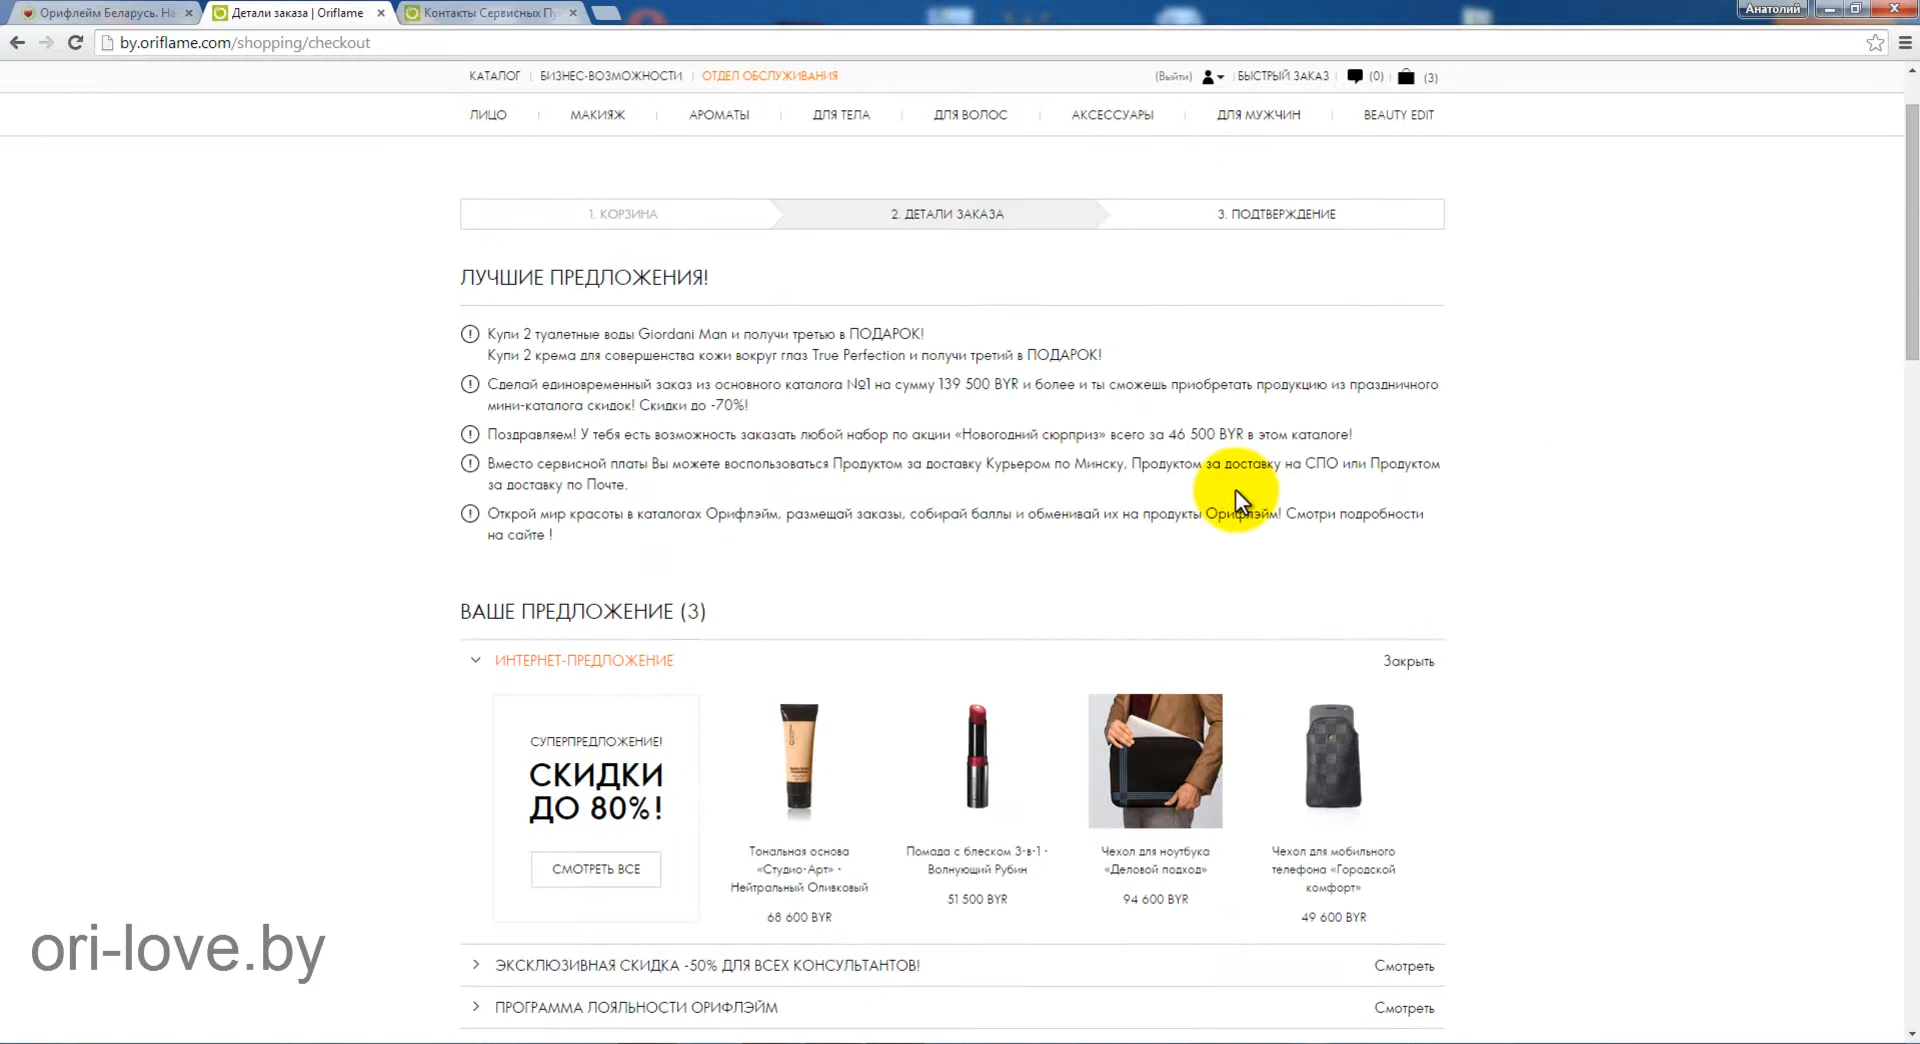 Орифлейм Беларусь. На
Детали заказа | Oriflame
Контакты Сервисных Пу
Анатолий
by.oriflame.com/shopping/checkout
КАТАЛОГ | БИЗНЕС-ВОЗМОЖНОСТИ | ОТДЕЛ ОБСЛУЖИВАНИЯ
(Выйти) | БЫСТРЫЙ ЗАКАЗ | (0) | (3)
ЛИЦО | МАКИЯЖ | АРОМАТЫ | ДЛЯ ТЕЛА | ДЛЯ ВОЛОС | АКСЕССУАРЫ | ДЛЯ МУЖЧИН | BEAUTY EDIT
1. КОРЗИНА
2. ДЕТАЛИ ЗАКАЗА
3. ПОДТВЕРЖДЕНИЕ
ЛУЧШИЕ ПРЕДЛОЖЕНИЯ!
Купи 2 туалетные воды Giordani Man и получи третью в ПОДАРОК!
Купи 2 крема для совершенства кожи вокруг глаз True Perfection и получи третий в ПОДАРОК!
Сделай единовременный заказ из основного каталога №1 на сумму 139 500 BYR и более и ты сможешь приобретать продукцию из праздничного
мини-каталога скидок! Скидки до -70%!
Поздравляем! У тебя есть возможность заказать любой набор по акции «Новогодний сюрприз» всего за 46 500 BYR в этом каталоге!
Вместо сервисной платы Вы можете воспользоваться Продуктом за доставку Курьером по Минску, Продуктом за доставку на СПО или Продуктом
за доставку по Почте.
Открой мир красоты в каталогах Орифлэйм, размещай заказы, собирай баллы и обменивай их на продукты Орифлэйм! Смотри подробности
на сайте !
ВАШЕ ПРЕДЛОЖЕНИЕ (3)
ИНТЕРНЕТ-ПРЕДЛОЖЕНИЕ
Закрыть
СУПЕРПРЕДЛОЖЕНИЕ!
СКИДКИ
ДО 80%!
СМОТРЕТЬ ВСЕ
Тональная основа
«Студио-Арт» -
Нейтральный Оливковый
68 600 BYR
Помада с блеском 3-в-1 -
Волнующий Рубин
51 500 BYR
Чехол для ноутбука
«Деловой подход»
94 600 BYR
Чехол для мобильного
телефона «Городской
комфорт»
49 600 BYR
ЭКСКЛЮЗИВНАЯ СКИДКА -50% ДЛЯ ВСЕХ КОНСУЛЬТАНТОВ!
Смотреть
ПРОГРАММА ЛОЯЛЬНОСТИ ОРИФЛЭЙМ
Смотреть
ori-love.by